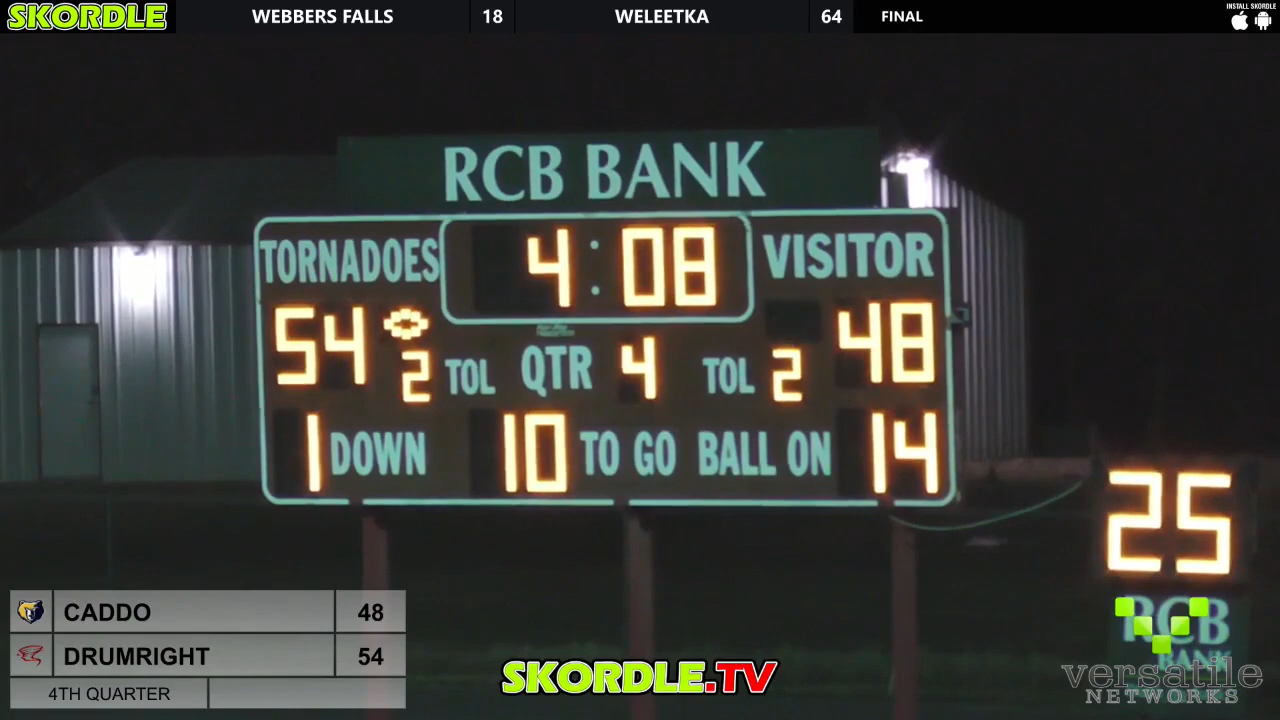 SKORDLE WEBBERS FALLS 18 WELEETKA 64 FINAL INSTALL SKORDLE
RCB BANK
TORNADOES 4:08 VISITOR
54 2 TOL QTR 4 TOL 2 48
1 DOWN 10 TO GO BALL ON 14
25
RCB
BANK
CADDO 48
DRUMRIGHT 54
4TH QUARTER
SKORDLE.TV
versatile
NETWORKS